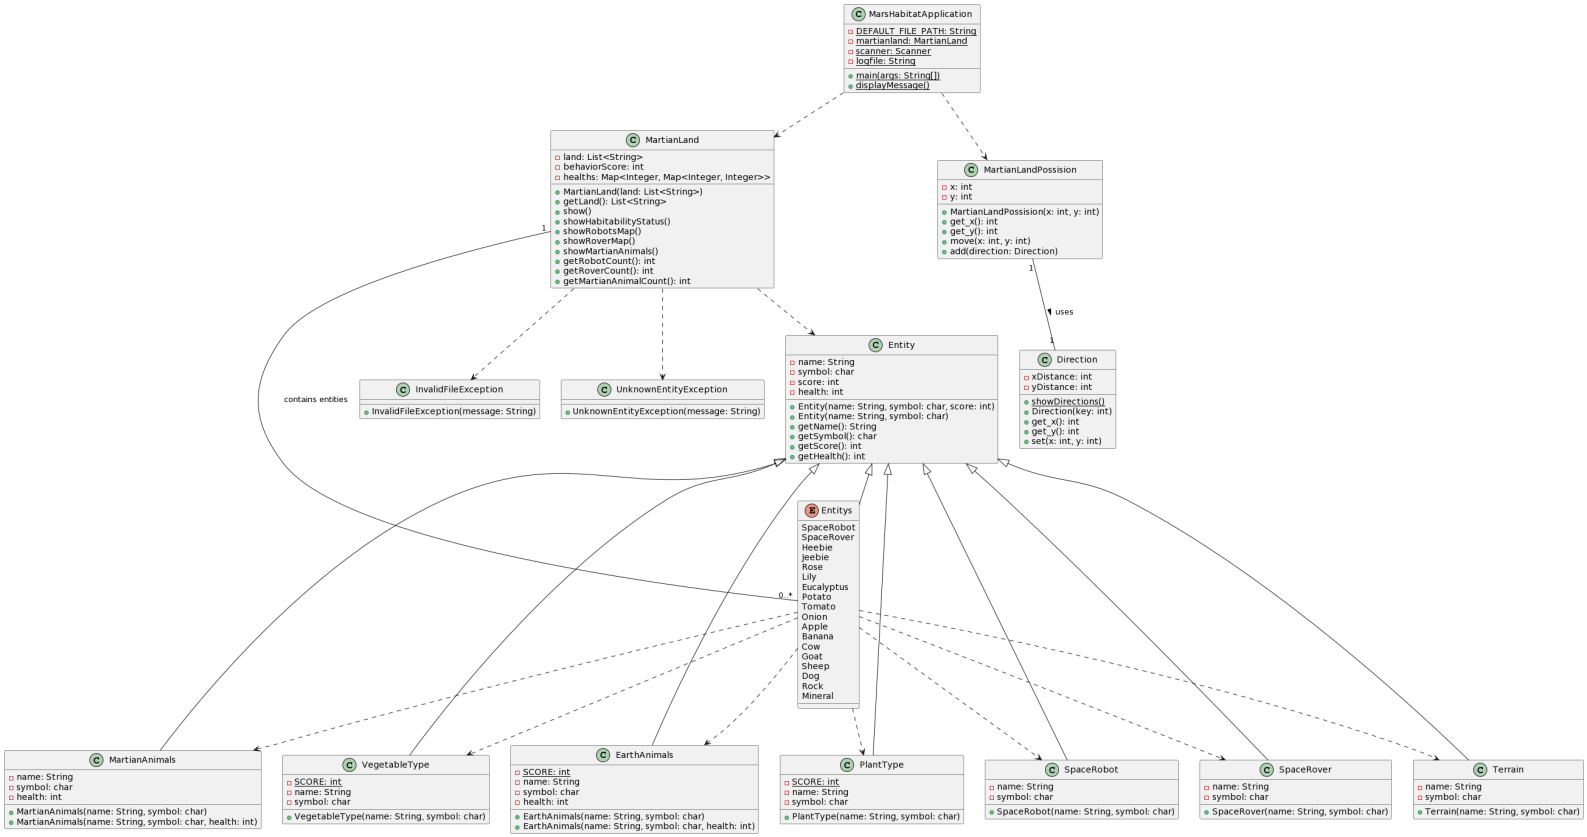 C MarsHabitatApplication
DEFAULT_FILE_PATH: String
martianland: MartianLand
scanner: Scanner
logfile: String
main(args: String[])
displayMessage()
C MartianLand
land: List<String>
behaviorScore: int
healths: Map<Integer, Map<Integer, Integer>>
MartianLand(land: List<String>)
getLand(): List<String>
show()
showHabitabilityStatus()
showRobotsMap()
showRoverMap()
showMartianAnimals()
getRobotCount(): int
getRoverCount(): int
getMartianAnimalCount(): int
C MartianLandPossision
x: int
y: int
MartianLandPossision(x: int, y: int)
get_x(): int
get_y(): int
move(x: int, y: int)
add(direction: Direction)
1
1
uses
1
contains entities
0..*
C InvalidFileException
InvalidFileException(message: String)
C UnknownEntityException
UnknownEntityException(message: String)
C Entity
name: String
symbol: char
score: int
health: int
Entity(name: String, symbol: char, score: int)
Entity(name: String, symbol: char)
getName(): String
getSymbol(): char
getScore(): int
getHealth(): int
C Direction
xDistance: int
yDistance: int
showDirections()
Direction(key: int)
get_x(): int
get_y(): int
set(x: int, y: int)
E Entitys
SpaceRobot
SpaceRover
Heebie
Jeebie
Rose
Lily
Eucalyptus
Potato
Tomato
Onion
Apple
Banana
Cow
Goat
Sheep
Dog
Rock
Mineral
C MartianAnimals
name: String
symbol: char
health: int
MartianAnimals(name: String, symbol: char)
MartianAnimals(name: String, symbol: char, health: int)
C VegetableType
SCORE: int
name: String
symbol: char
VegetableType(name: String, symbol: char)
C EarthAnimals
SCORE: int
name: String
symbol: char
health: int
EarthAnimals(name: String, symbol: char)
EarthAnimals(name: String, symbol: char, health: int)
C PlantType
SCORE: int
name: String
symbol: char
PlantType(name: String, symbol: char)
C SpaceRobot
name: String
symbol: char
SpaceRobot(name: String, symbol: char)
C SpaceRover
name: String
symbol: char
SpaceRover(name: String, symbol: char)
C Terrain
name: String
symbol: char
Terrain(name: String, symbol: char)